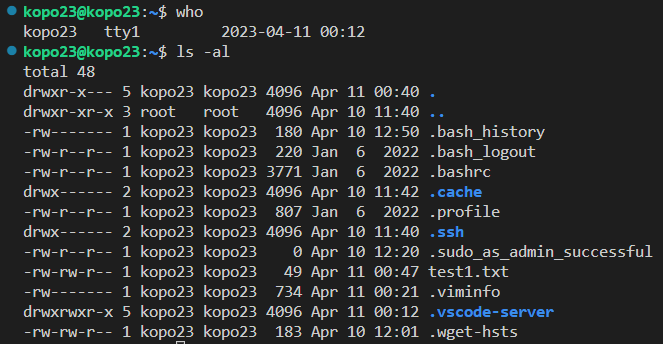 kopo23@kopo23:~$ who
kopo23   tty1         2023-04-11 00:12
kopo23@kopo23:~$ ls -al
total 48
drwxr-x--- 5 kopo23 kopo23 4096 Apr 11 00:40 .
drwxr-xr-x 3 root   root   4096 Apr 10 11:40 ..
-rw------- 1 kopo23 kopo23  180 Apr 10 12:50 .bash_history
-rw-r--r-- 1 kopo23 kopo23  220 Jan  6  2022 .bash_logout
-rw-r--r-- 1 kopo23 kopo23 3771 Jan  6  2022 .bashrc
drwx------ 2 kopo23 kopo23 4096 Apr 10 11:42 .cache
-rw-r--r-- 1 kopo23 kopo23  807 Jan  6  2022 .profile
drwx------ 2 kopo23 kopo23 4096 Apr 10 11:40 .ssh
-rw-r--r-- 1 kopo23 kopo23    0 Apr 10 12:20 .sudo_as_admin_successful
-rw-rw-r-- 1 kopo23 kopo23   49 Apr 11 00:47 test1.txt
-rw------- 1 kopo23 kopo23  734 Apr 11 00:21 .viminfo
drwxrwxr-x 5 kopo23 kopo23 4096 Apr 11 00:12 .vscode-server
-rw-rw-r-- 1 kopo23 kopo23  183 Apr 10 12:01 .wget-hsts